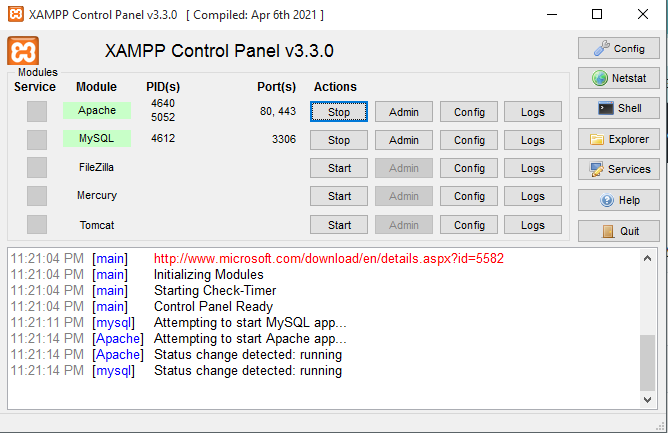 XAMPP Control Panel v3.3.0 [ Compiled: Apr 6th 2021 ]
XAMPP Control Panel v3.3.0
Config
Modules
Service Module PID(s) Port(s) Actions
Netstat
Apache 4640 5052 80, 443 Stop Admin Config Logs
Shell
MySQL 4612 3306 Stop Admin Config Logs
Explorer
FileZilla Start Admin Config Logs
Services
Mercury Start Admin Config Logs
Help
Tomcat Start Admin Config Logs
Quit
11:21:04 PM [main] http://www.microsoft.com/download/en/details.aspx?id=5582
11:21:04 PM [main] Initializing Modules
11:21:04 PM [main] Starting Check-Timer
11:21:04 PM [main] Control Panel Ready
11:21:11 PM [mysql] Attempting to start MySQL app...
11:21:14 PM [Apache] Attempting to start Apache app...
11:21:14 PM [Apache] Status change detected: running
11:21:14 PM [mysql] Status change detected: running